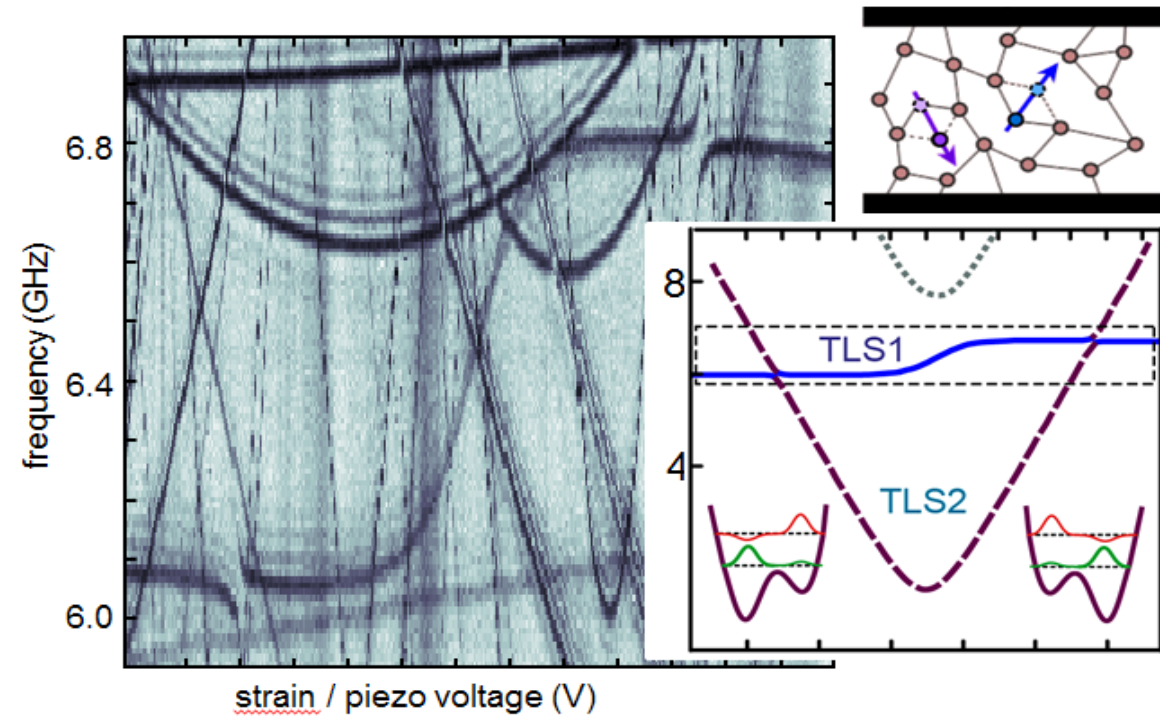 frequency (GHz)
6.8
6.4
6.0
strain / piezo voltage (V)
8
4
TLS1
TLS2